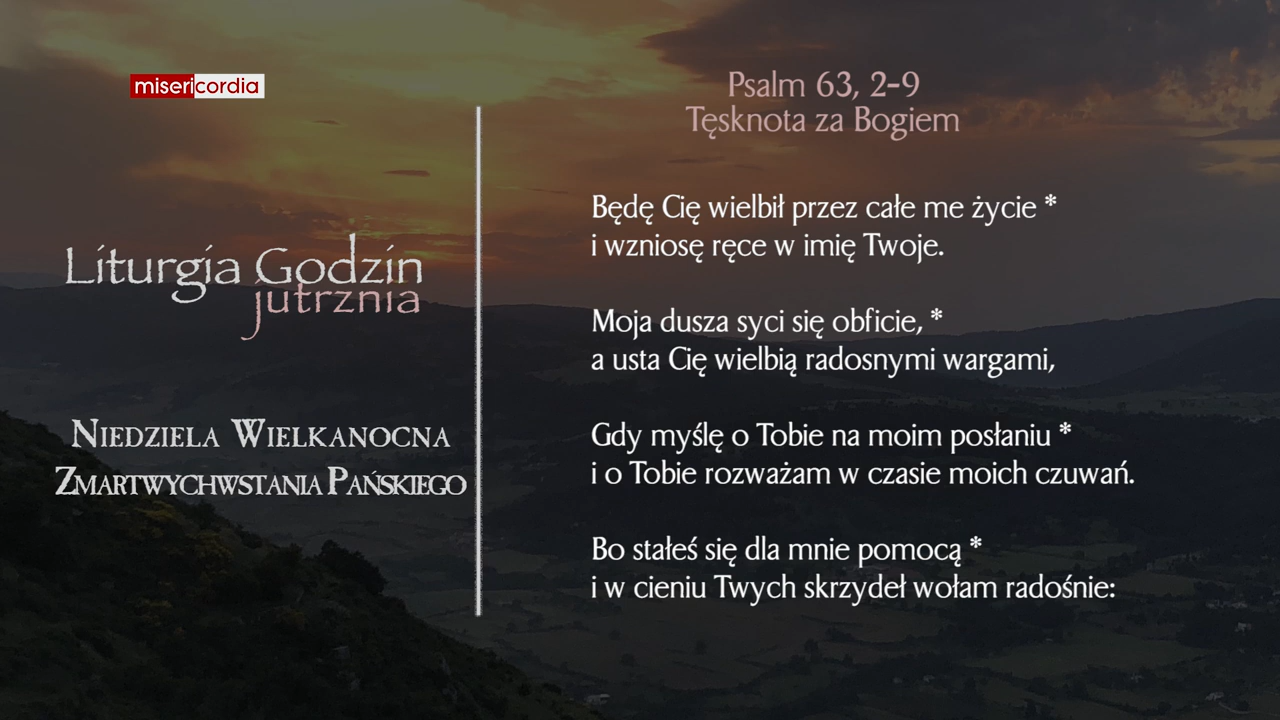 misericordia
Liturgia Godzin
jutrznia
Niedziela Wielkanocna
Zmartwychwstania Pańskiego
Psalm 63, 2-9
Tęsknota za Bogiem
Będę Cię wielbił przez całe me życie *
i wzniosę ręce w imię Twoje.
Moja dusza syci się obficie, *
a usta Cię wielbią radosnymi wargami,
Gdy myślę o Tobie na moim posłaniu *
i o Tobie rozważam w czasie moich czuwań.
Bo stałeś się dla mnie pomocą *
i w cieniu Twych skrzydeł wołam radośnie: